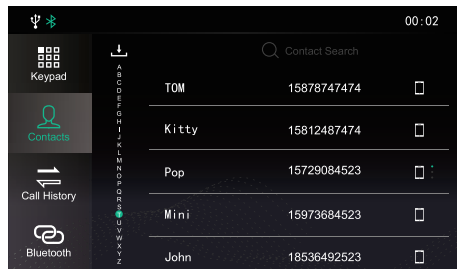 00:02
Contact Search
Keypad
Contacts
Call History
Bluetooth
A
B
C
D
E
F
G
H
I
J
K
L
M
N
O
P
Q
R
S
T
U
V
W
X
Y
Z
TOM 15878747474
Kitty 15812487474
Pop 15729084523
Mini 15973684523
John 18536492523